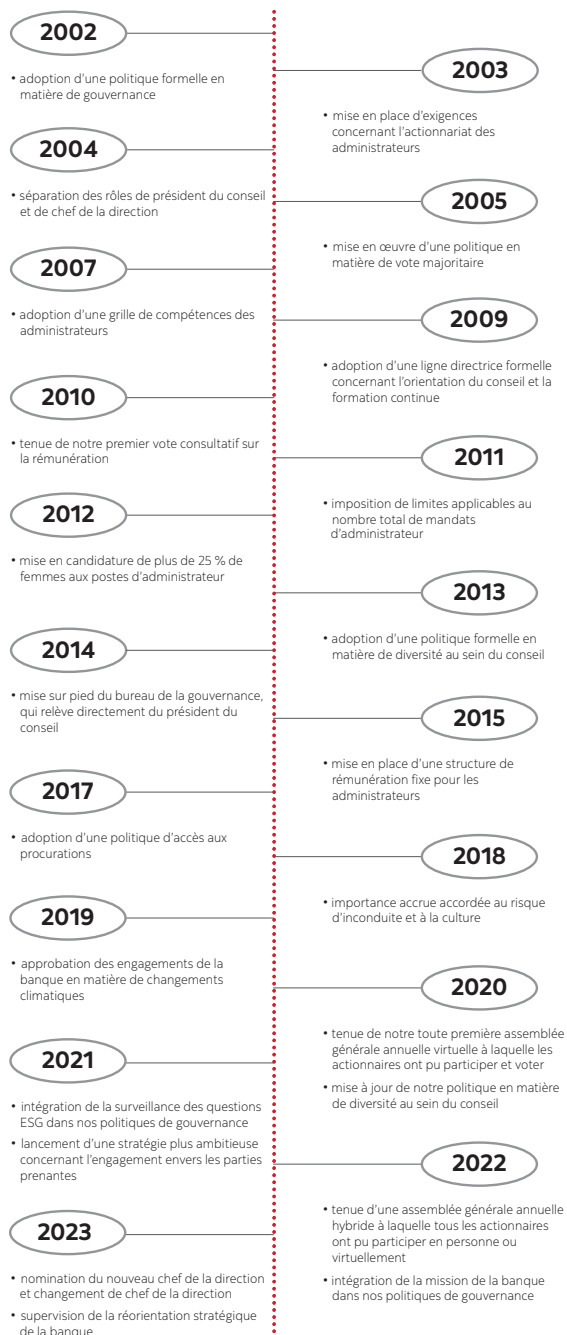 2002
• adoption d'une politique formelle en
matière de gouvernance
2003
• mise en place d'exigences
concernant l'actionnariat des
administrateurs
2004
• séparation des rôles de président du conseil
et de chef de la direction
2005
• mise en œuvre d'une politique en
matière de vote majoritaire
2007
• adoption d'une grille de compétences des
administrateurs
2009
• adoption d'une ligne directrice formelle
concernant l'orientation du conseil et la
formation continue
2010
• tenue de notre premier vote consultatif sur
la rémunération
2011
• imposition de limites applicables au
nombre total de mandats
d'administrateur
2012
• mise en candidature de plus de 25 % de
femmes aux postes d'administrateur
2013
• adoption d'une politique formelle en
matière de diversité au sein du conseil
2014
• mise sur pied du bureau de la gouvernance,
qui relève directement du président du
conseil
2015
• mise en place d'une structure de
rémunération fixe pour les
administrateurs
2017
• adoption d'une politique d'accès aux
procurations
2018
• importance accrue accordée au risque
d'inconduite et à la culture
2019
• approbation des engagements de la
banque en matière de changements
climatiques
2020
• tenue de notre toute première assemblée
générale annuelle virtuelle à laquelle les
actionnaires ont pu participer et voter
• mise à jour de notre politique en matière
de diversité au sein du conseil
2021
• intégration de la surveillance des questions
ESG dans nos politiques de gouvernance
• lancement d'une stratégie plus ambitieuse
concernant l'engagement envers les parties
prenantes
2022
• tenue d'une assemblée générale annuelle
hybride à laquelle tous les actionnaires
ont pu participer en personne ou
virtuellement
• intégration de la mission de la banque
dans nos politiques de gouvernance
2023
• nomination du nouveau chef de la direction
et changement de chef de la direction
• supervision de la réorientation stratégique
de la banque